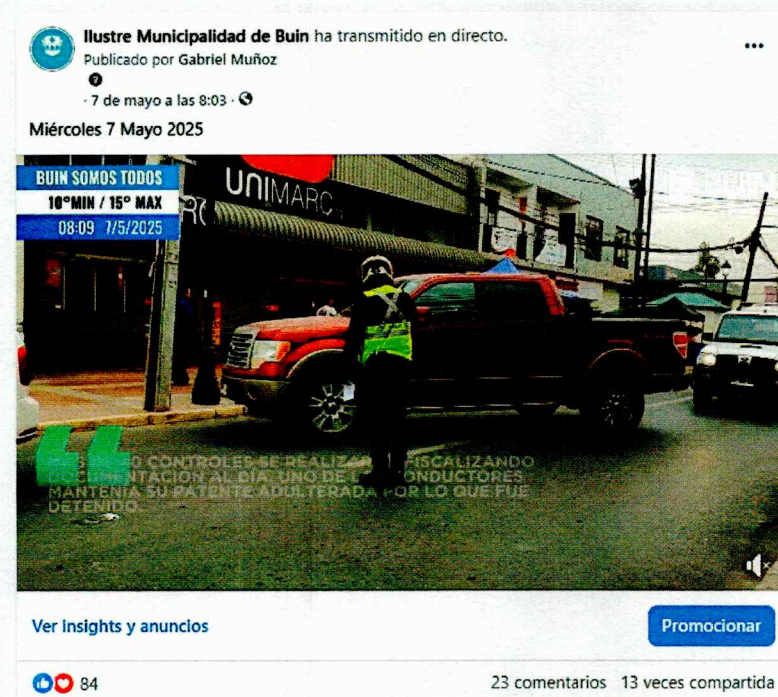 Ilustre Municipalidad de Buin ha transmitido en directo.
Publicado por Gabriel Muñoz
· 7 de mayo a las 8:03 ·
Miércoles 7 Mayo 2025
BUIN SOMOS TODOS
10°MIN / 15° MAX
08:09 7/5/2025
UNIMARC
CONTROLES SE REALIZ FISCALIZANDO
DOCUMENTACIÓN AL DÍA. UNO DE L CONDUCTORES
MANTENÍA SU PATENTE ADULTERADA POR LO QUE FUE
DETENIDO.
Ver insights y anuncios
Promocionar
84
23 comentarios 13 veces compartida